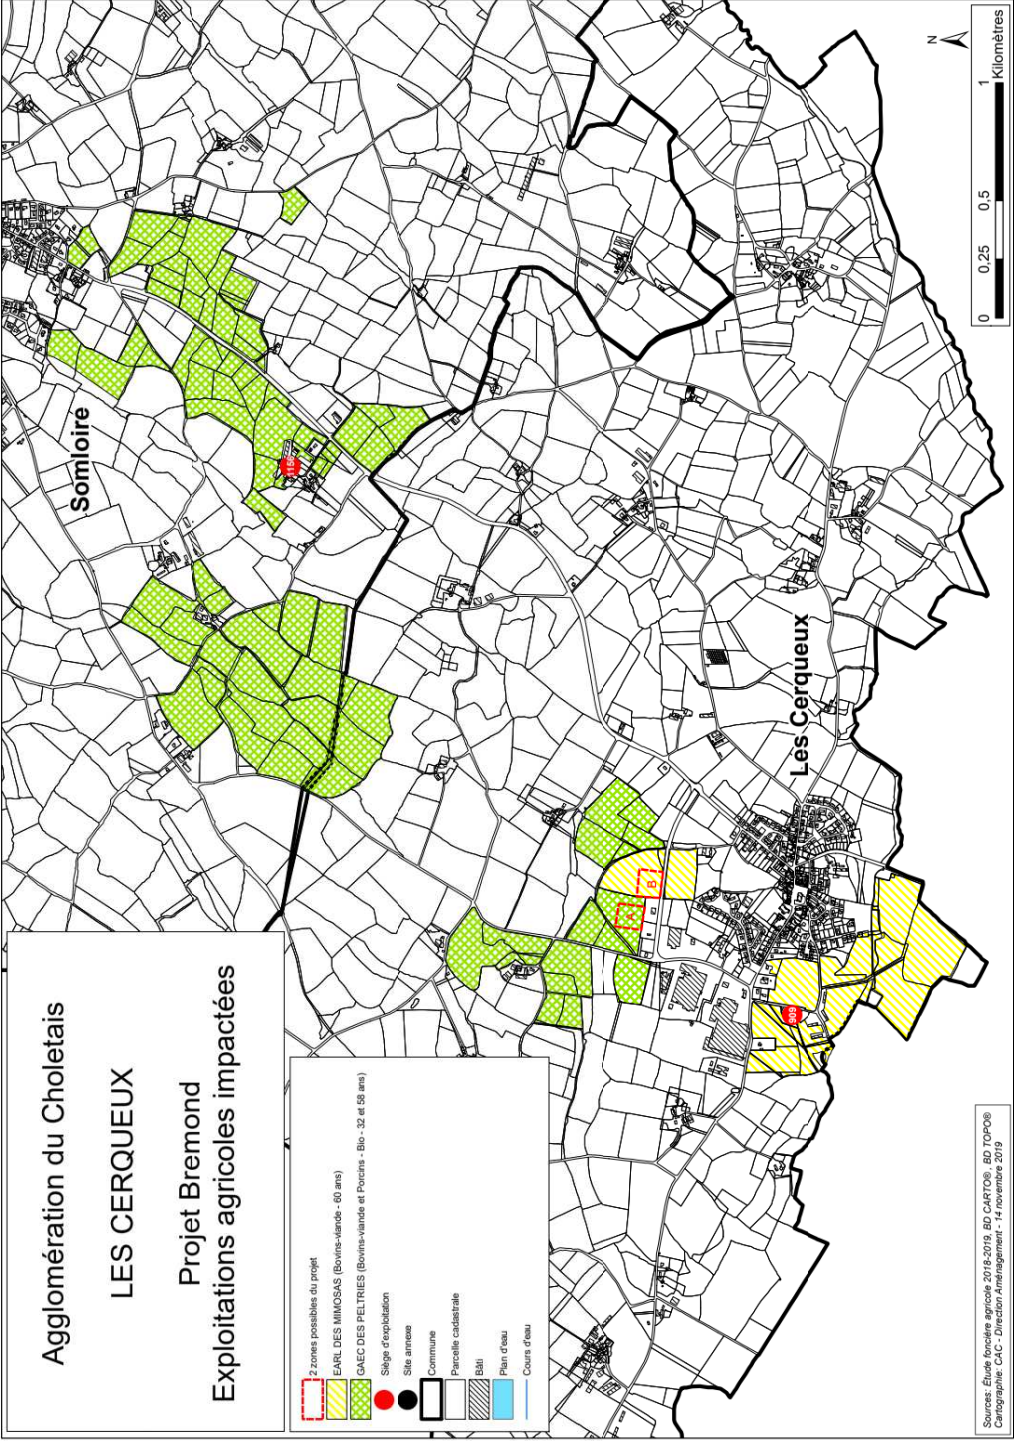 Agglomération du Choletais
LES CERQUEUX
Projet Bremond
Exploitations agricoles impactées
2 zones possibles du projet
EARL DES MIMOSAS (Bovins-viande - 60 ans)
GAEC DES PELTRIES (Bovins-viande et Porcins - Bio - 32 et 58 ans)
Siège d'exploitation
Site annexe
Commune
Parcelle cadastrale
Bâti
Plan d'eau
Cours d'eau
Sources: Étude foncière agricole 2018-2019, BD CARTO®, BD TOPO®
Cartographie: CAC - Direction Aménagement - 14 novembre 2019
Somloire
1156
Les Cerqueux
909
A
B
N
0 0,25 0,5 1
Kilomètres